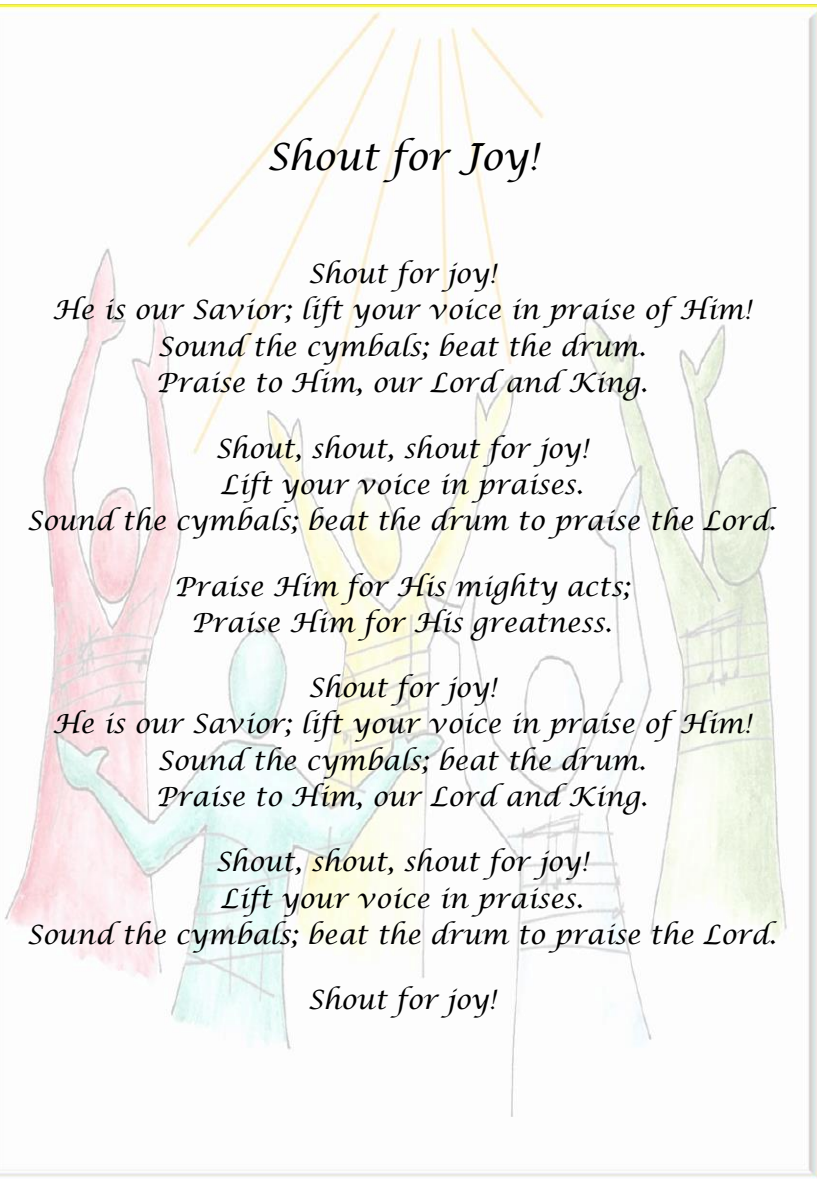 Shout for Joy!
Shout for joy!
He is our Savior; lift your voice in praise of Him!
Sound the cymbals; beat the drum.
Praise to Him, our Lord and King.
Shout, shout, shout for joy!
Lift your voice in praises.
Sound the cymbals; beat the drum to praise the Lord.
Praise Him for His mighty acts;
Praise Him for His greatness.
Shout for joy!
He is our Savior; lift your voice in praise of Him!
Sound the cymbals; beat the drum.
Praise to Him, our Lord and King.
Shout, shout, shout for joy!
Lift your voice in praises.
Sound the cymbals; beat the drum to praise the Lord.
Shout for joy!